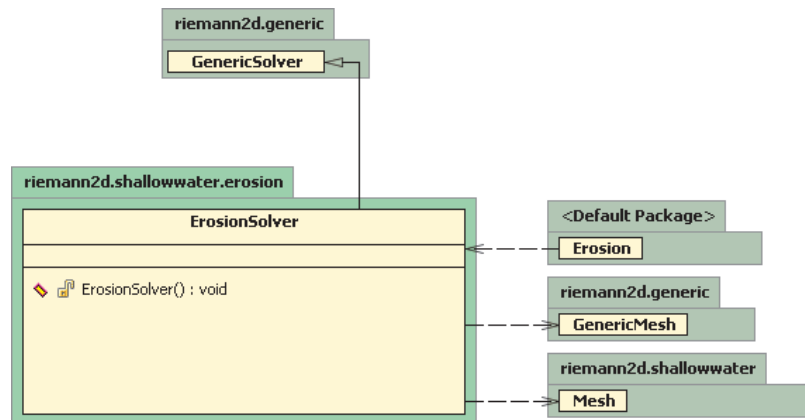 riemann2d.generic
GenericSolver
riemann2d.shallowwater.erosion
ErosionSolver
<Default Package>
Erosion
ErosionSolver() : void
riemann2d.generic
GenericMesh
riemann2d.shallowwater
Mesh